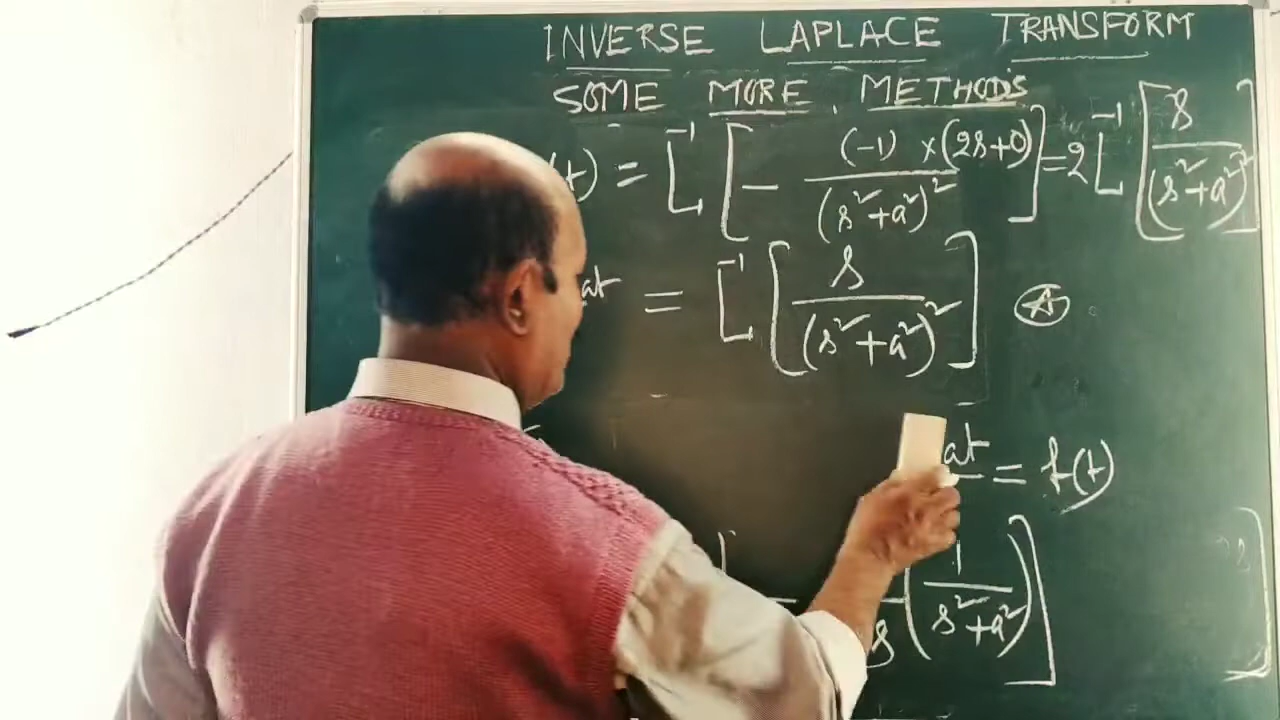 INVERSE LAPLACE TRANSFORM
SOME MORE METHODS
(t) = L⁻¹ [ - (-1) × (2s+0) / (s²+a²)² ] = 2 L⁻¹ [ s / (s²+a²)² ]
at = L⁻¹ [ s / (s²+a²)² ]
at = f(t)
s ( 1 / (s²+a²) ) ]